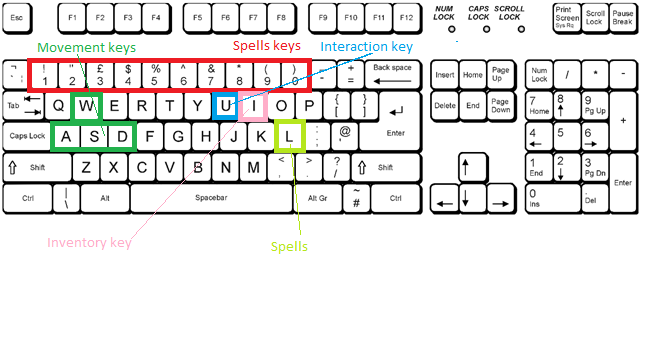 Esc F1 F2 F3 F4 F5 F6 F7 F8 F9 F10 F11 F12 Print Screen Sys Rq Scroll Lock Pause Break
NUM LOCK CAPS LOCK SCROLL LOCK
Movement keys Spells keys Interaction key
! " £ $ % ^ & * ( ) _ + Back space Insert Home Page Up Num Lock / * -
1 2 3 4 5 6 7 8 9 0 - =
Tab Q W E R T Y U I O P { } Delete End Page Down 7 Home 8 9 Pg Up +
[ ]
Caps Lock A S D F G H J K L : @ Enter 4 5 6
; '
Shift Z X C V B N M < > ? Shift 1 End 2 3 Pg Dn Enter
, . /
Ctrl | \ Alt Spacebar Alt Gr ~ # Ctrl 0 Ins . Del
Inventory key Spells